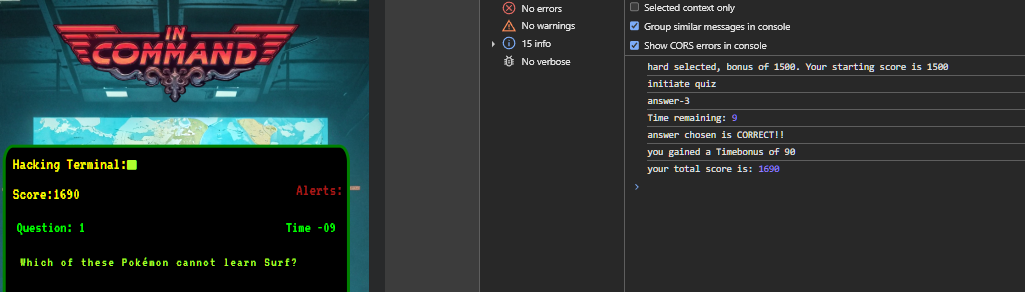 IN
COMMAND
Hacking Terminal:
Score:1690
Alerts:
Question: 1
Time -09
Which of these Pokémon cannot learn Surf?
No errors
No warnings
15 info
No verbose
Selected context only
Group similar messages in console
Show CORS errors in console
hard selected, bonus of 1500. Your starting score is 1500
initiate quiz
answer-3
Time remaining: 9
answer chosen is CORRECT!!
you gained a Timebonus of 90
your total score is: 1690